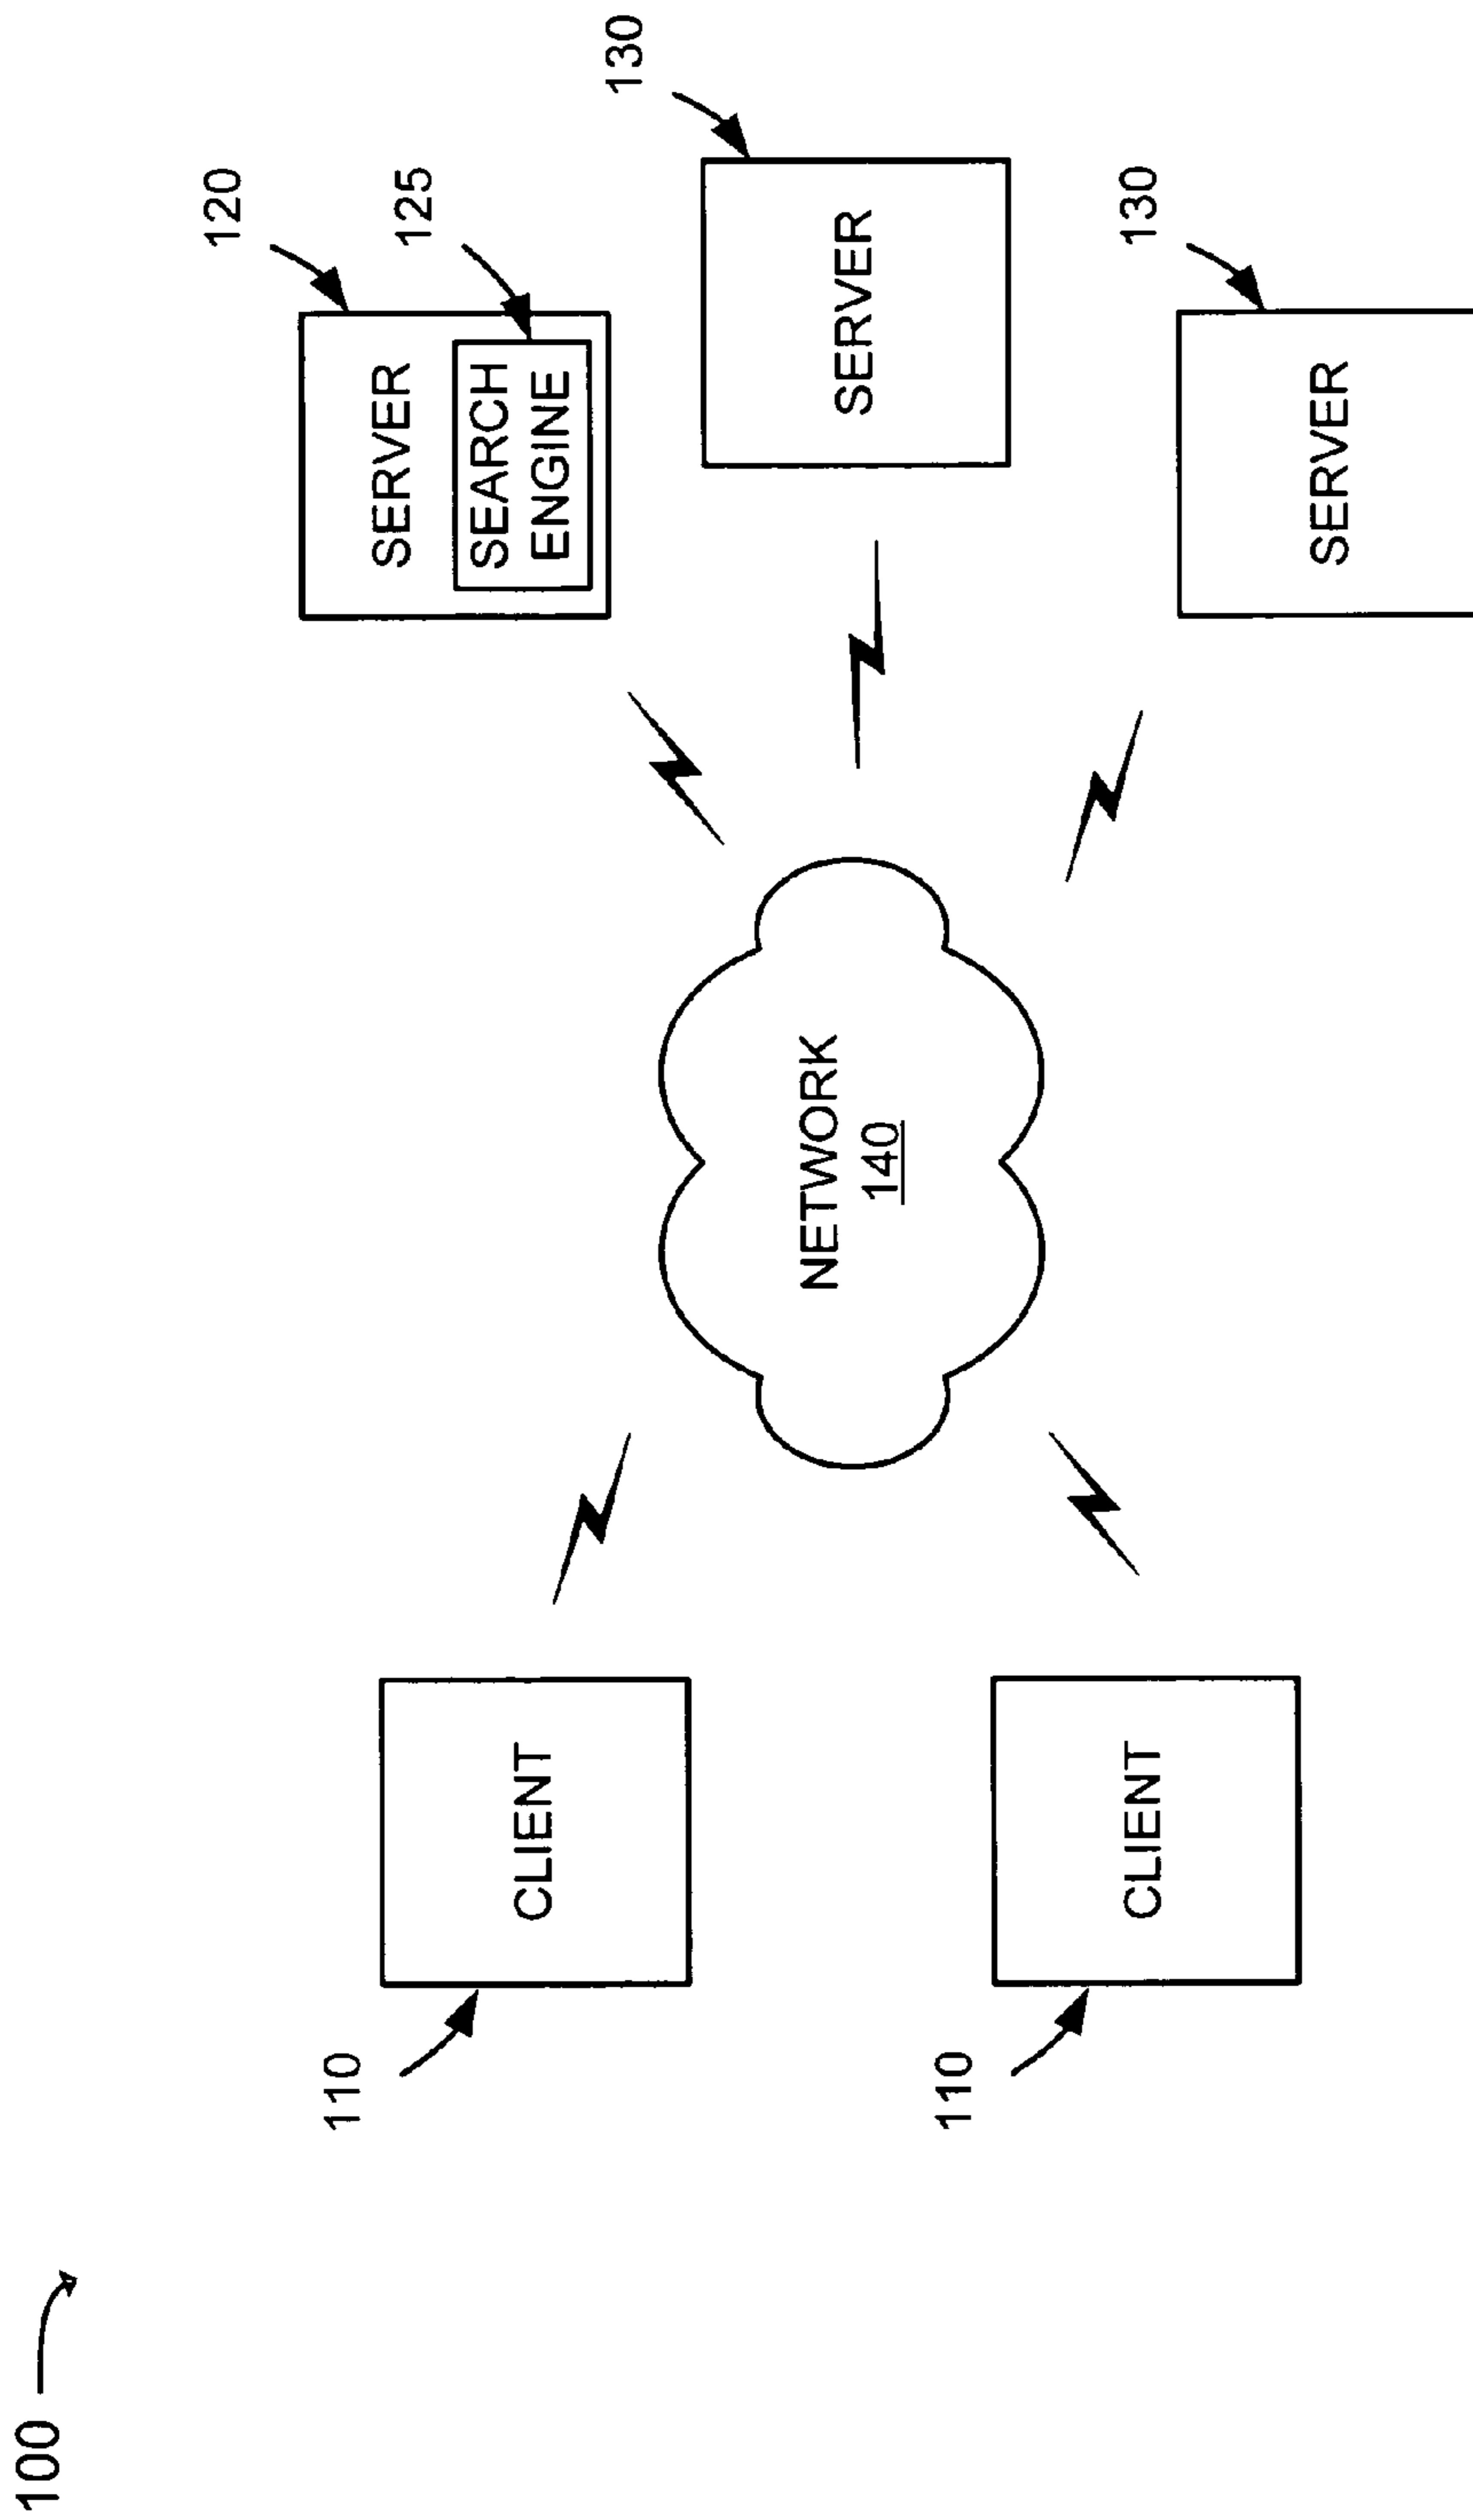 100
120
SERVER
125
SEARCH
ENGINE
110
CLIENT
130
SERVER
NETWORK
140
110
CLIENT
130
SERVER